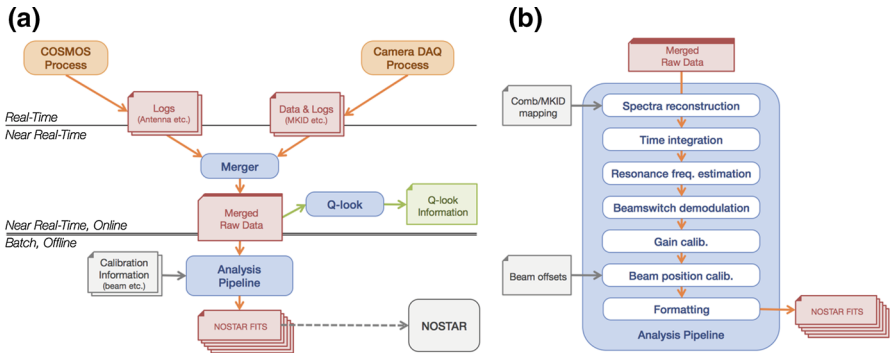 (a)
COSMOS
Process
Camera DAQ
Process
Logs
(Antenna etc.)
Data & Logs
(MKID etc.)
Real-Time
Near Real-Time
Merger
Merged
Raw Data
Q-look
Q-look
Information
Near Real-Time, Online
Batch, Offline
Calibration
Information
(beam etc.)
Analysis
Pipeline
NOSTAR FITS
NOSTAR
(b)
Merged
Raw Data
Comb/MKID
mapping
Spectra reconstruction
Time integration
Resonance freq. estimation
Beamswitch demodulation
Gain calib.
Beam offsets
Beam position calib.
Formatting
NOSTAR FITS
Analysis Pipeline